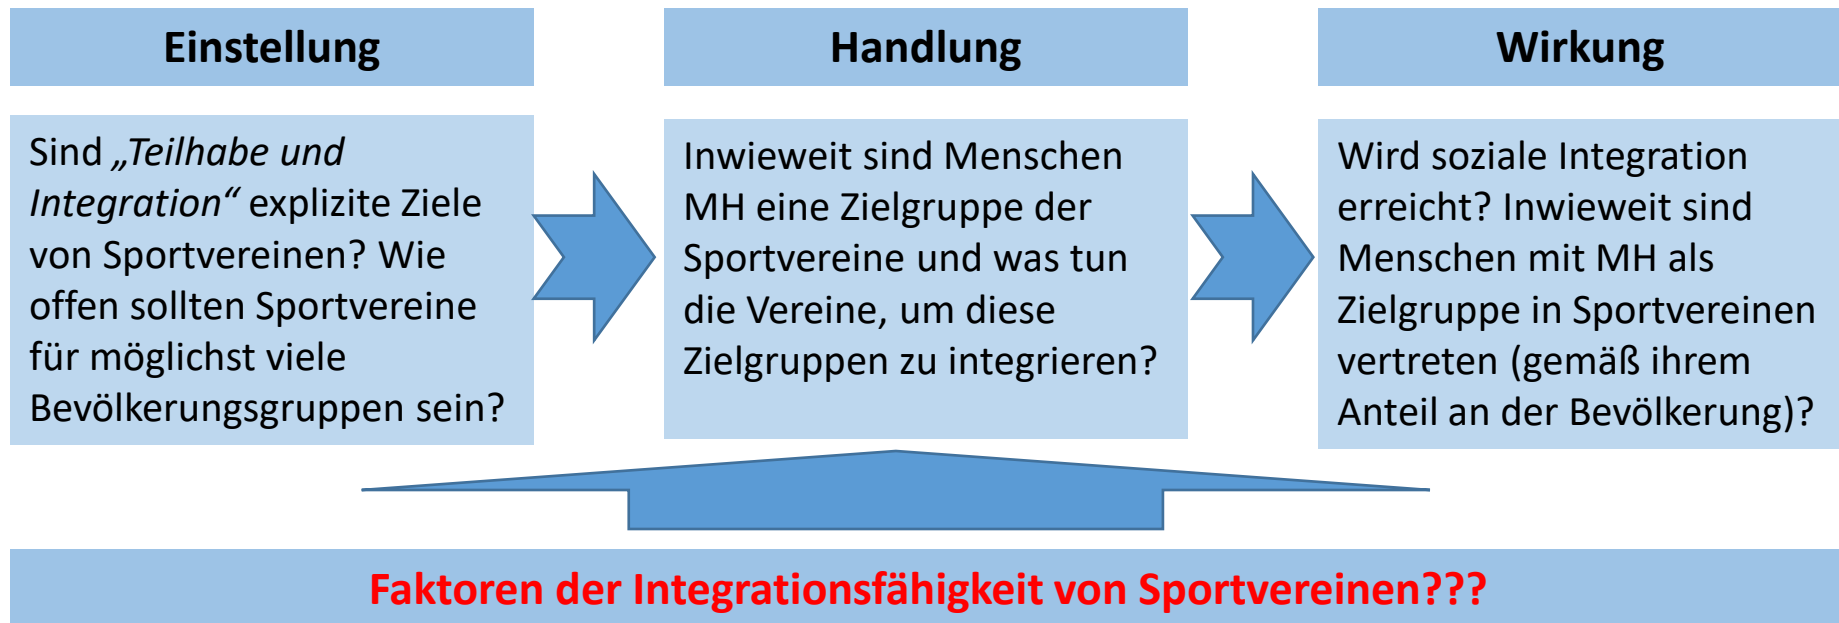 Einstellung
Sind „Teilhabe und
Integration“ explizite Ziele
von Sportvereinen? Wie
offen sollten Sportvereine
für möglichst viele
Bevölkerungsgruppen sein?
Handlung
Inwieweit sind Menschen
MH eine Zielgruppe der
Sportvereine und was tun
die Vereine, um diese
Zielgruppen zu integrieren?
Wirkung
Wird soziale Integration
erreicht? Inwieweit sind
Menschen mit MH als
Zielgruppe in Sportvereinen
vertreten (gemäß ihrem
Anteil an der Bevölkerung)?
Faktoren der Integrationsfähigkeit von Sportvereinen???